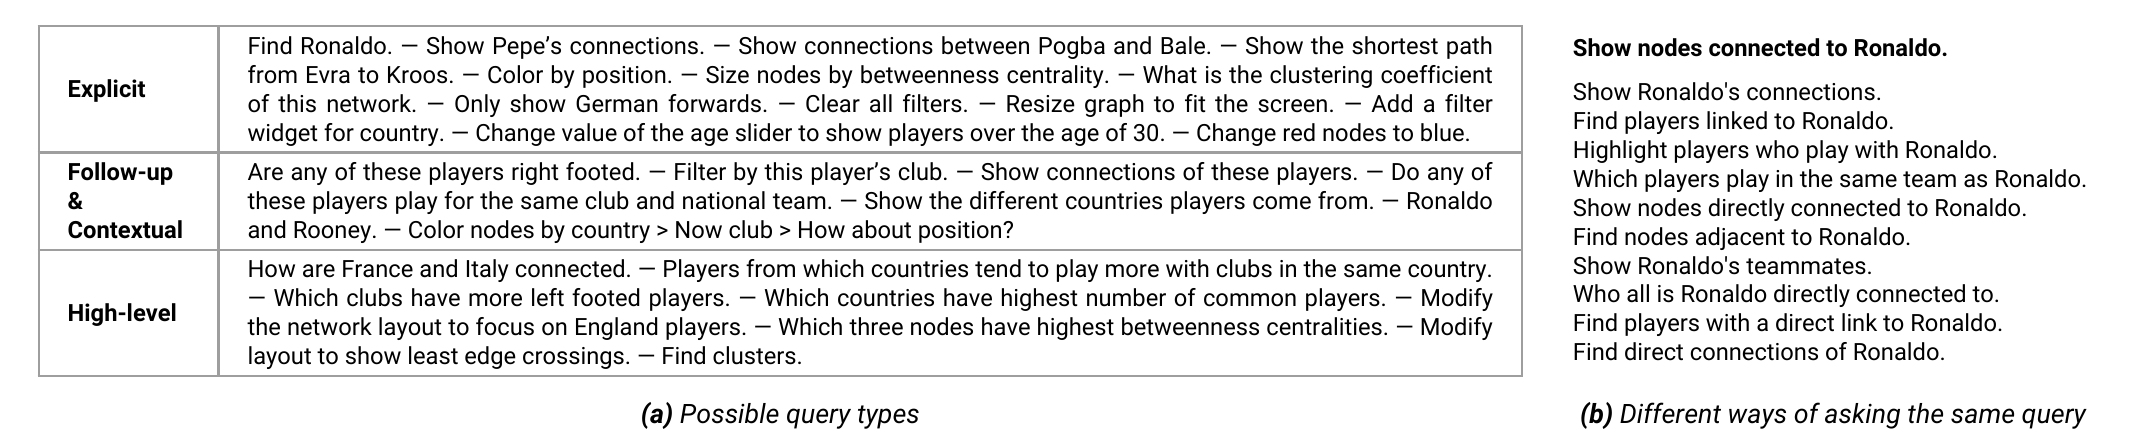 Explicit
Find Ronaldo. — Show Pepe’s connections. — Show connections between Pogba and Bale. — Show the shortest path
from Evra to Kroos. — Color by position. — Size nodes by betweenness centrality. — What is the clustering coefficient
of this network. — Only show German forwards. — Clear all filters. — Resize graph to fit the screen. — Add a filter
widget for country. — Change value of the age slider to show players over the age of 30. — Change red nodes to blue.
Follow-up
&
Contextual
Are any of these players right footed. — Filter by this player’s club. — Show connections of these players. — Do any of
these players play for the same club and national team. — Show the different countries players come from. — Ronaldo
and Rooney. — Color nodes by country > Now club > How about position?
High-level
How are France and Italy connected. — Players from which countries tend to play more with clubs in the same country.
— Which clubs have more left footed players. — Which countries have highest number of common players. — Modify
the network layout to focus on England players. — Which three nodes have highest betweenness centralities. — Modify
layout to show least edge crossings. — Find clusters.
(a) Possible query types
Show nodes connected to Ronaldo.
Show Ronaldo's connections.
Find players linked to Ronaldo.
Highlight players who play with Ronaldo.
Which players play in the same team as Ronaldo.
Show nodes directly connected to Ronaldo.
Find nodes adjacent to Ronaldo.
Show Ronaldo's teammates.
Who all is Ronaldo directly connected to.
Find players with a direct link to Ronaldo.
Find direct connections of Ronaldo.
(b) Different ways of asking the same query